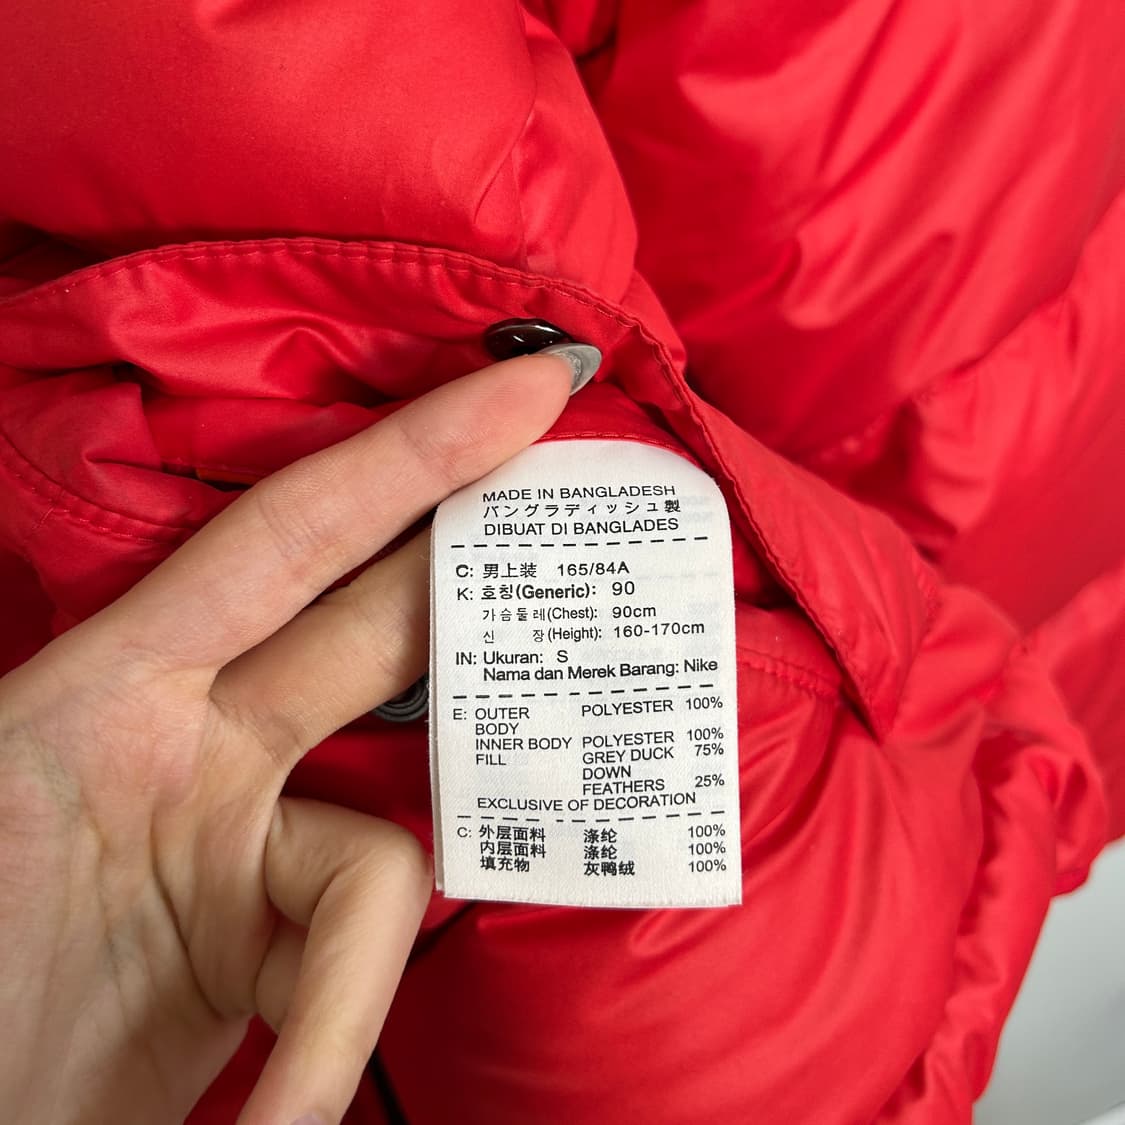 MADE IN BANGLADESH
バングラディッシュ製
DIBUAT DI BANGLADES
C: 男上装 165/84A
K: 호칭(Generic): 90
가슴둘레(Chest): 90cm
신 장(Height): 160-170cm
IN: Ukuran: S
Nama dan Merek Barang: Nike
E: OUTER POLYESTER 100%
BODY
INNER BODY POLYESTER 100%
FILL GREY DUCK 75%
DOWN
FEATHERS 25%
EXCLUSIVE OF DECORATION
C: 外层面料 涤纶 100%
内层面料 涤纶 100%
填充物 灰鸭绒 100%